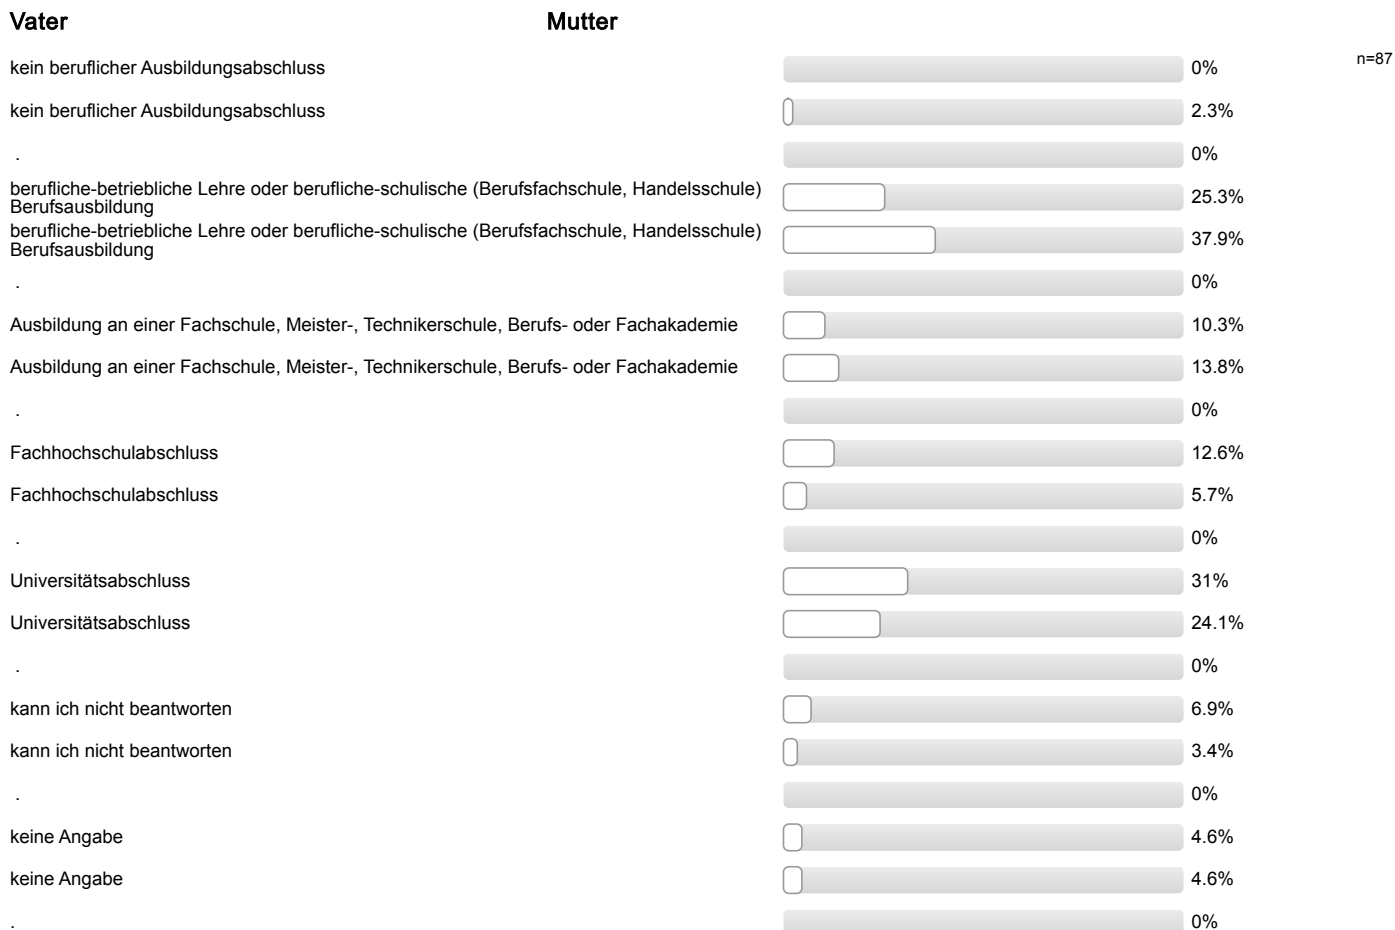 Vater Mutter
n=87
kein beruflicher Ausbildungsabschluss 0%
kein beruflicher Ausbildungsabschluss 2.3%
. 0%
berufliche-betriebliche Lehre oder berufliche-schulische (Berufsfachschule, Handelsschule)
Berufsausbildung 25.3%
berufliche-betriebliche Lehre oder berufliche-schulische (Berufsfachschule, Handelsschule)
Berufsausbildung 37.9%
. 0%
Ausbildung an einer Fachschule, Meister-, Technikerschule, Berufs- oder Fachakademie 10.3%
Ausbildung an einer Fachschule, Meister-, Technikerschule, Berufs- oder Fachakademie 13.8%
. 0%
Fachhochschulabschluss 12.6%
Fachhochschulabschluss 5.7%
. 0%
Universitätsabschluss 31%
Universitätsabschluss 24.1%
. 0%
kann ich nicht beantworten 6.9%
kann ich nicht beantworten 3.4%
. 0%
keine Angabe 4.6%
keine Angabe 4.6%
. 0%